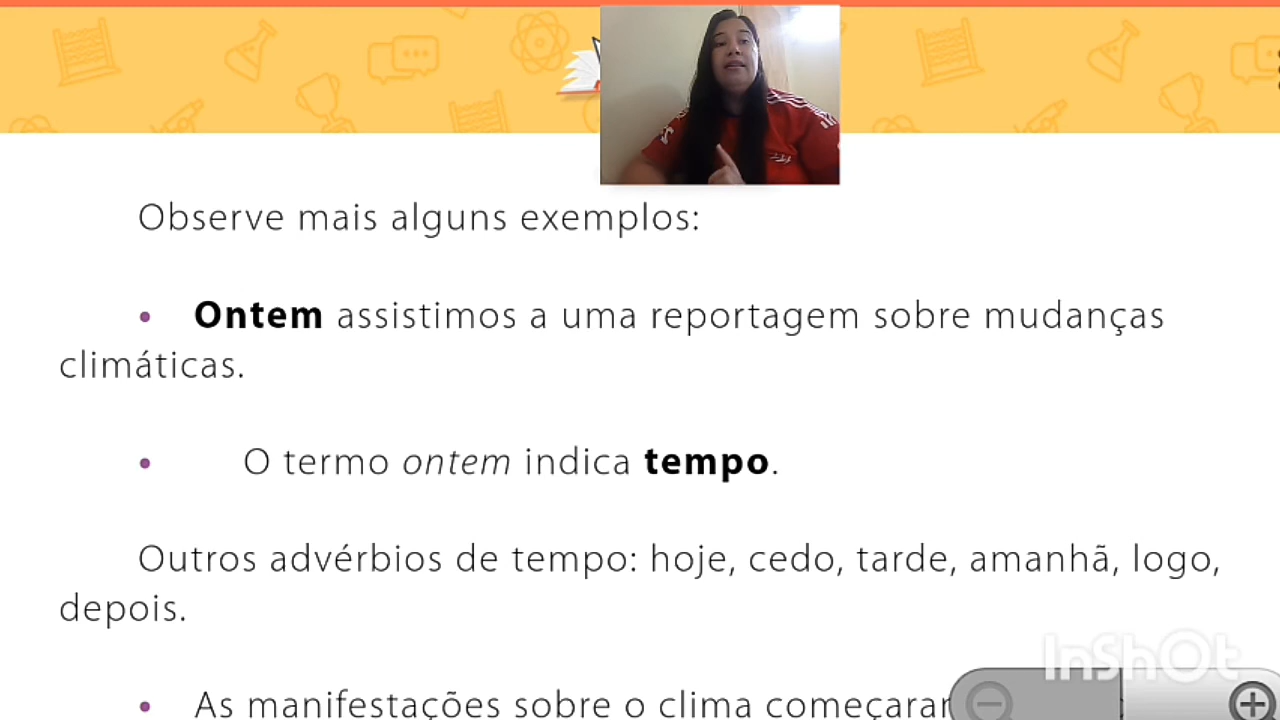 Observe mais alguns exemplos:
• Ontem assistimos a uma reportagem sobre mudanças
climáticas.
• O termo ontem indica tempo.
Outros advérbios de tempo: hoje, cedo, tarde, amanhã, logo,
depois.
• As manifestações sobre o clima
InShOt